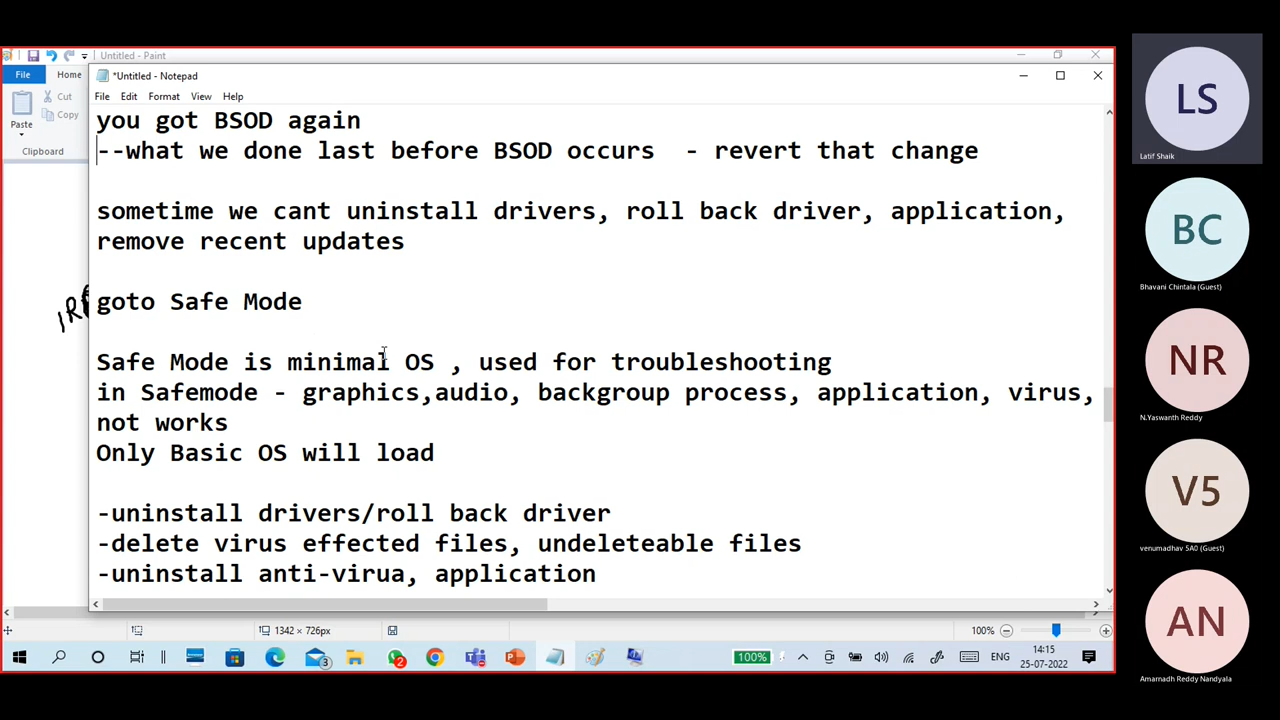 Untitled - Paint
*Untitled - Notepad
File
Home
Cut
Copy
Paste
Clipboard
File Edit Format View Help
you got BSOD again
--what we done last before BSOD occurs - revert that change
sometime we cant uninstall drivers, roll back driver, application,
remove recent updates
goto Safe Mode
Safe Mode is minimal OS , used for troubleshooting
in Safemode - graphics,audio, backgroup process, application, virus,
not works
Only Basic OS will load
-uninstall drivers/roll back driver
-delete virus effected files, undeleteable files
-uninstall anti-virua, application
1342 × 726px
100%
3
2
100%
ENG
14:15
25-07-2022
LS
Latif Shaik
BC
Bhavani Chintala (Guest)
NR
N.Yaswanth Reddy
V5
venumadhav SA0 (Guest)
AN
Amarnadh Reddy Nandyala